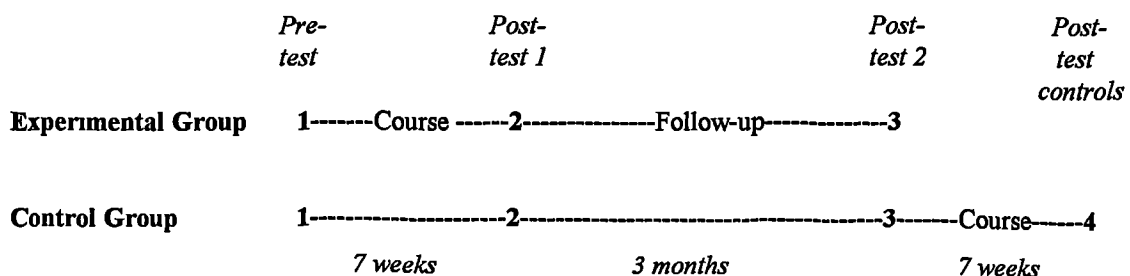 Pre- Post- Post- Post-
test test 1 test 2 test
controls
Experimental Group 1-------Course ------2---------------Follow-up--------------3
Control Group 1----------------------2------------------------------------------3-------Course------4
7 weeks 3 months 7 weeks